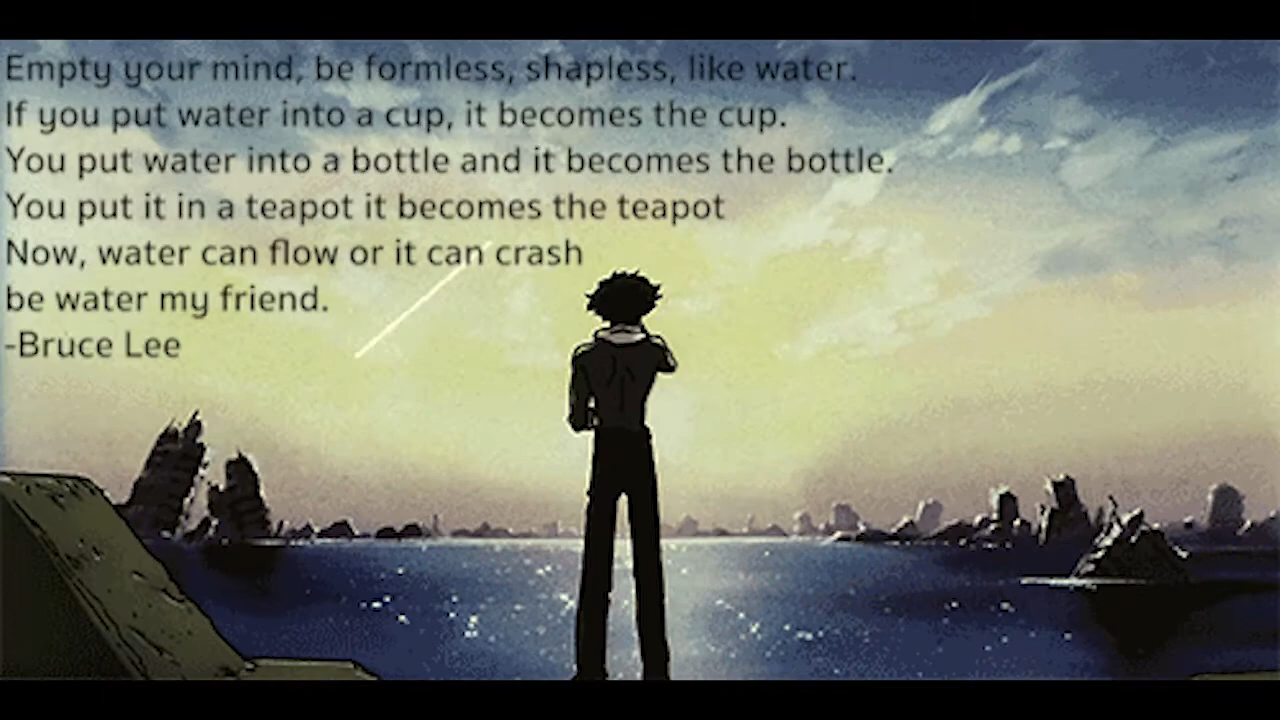 Empty your mind, be formless, shapless, like water.
If you put water into a cup, it becomes the cup.
You put water into a bottle and it becomes the bottle.
You put it in a teapot it becomes the teapot
Now, water can flow or it can crash
be water my friend.
-Bruce Lee